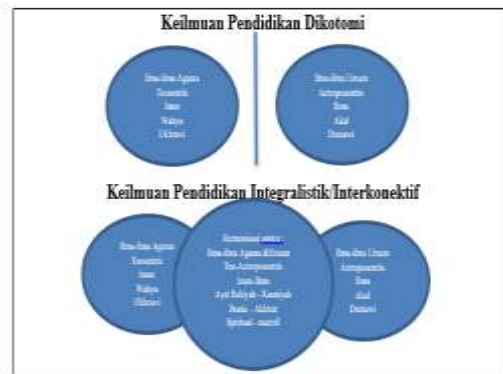 Keilmuan Pendidikan Dikotomi
Ilmu-ilmu Agama
Teosentris
Iman
Wahyu
Ukhrawi
Ilmu-ilmu Umum
Antroposentris
Ilmu
Akal
Duniawi
Keilmuan Pendidikan Integralistik/Interkonektif
Ilmu-ilmu Agama
Teosentris
Iman
Wahyu
Ukhrawi
Harmonisasi antara :
Ilmu-ilmu Agama &Umum
Teo-Antroposentris
Iman-Ilmu
Ayat - Kauniyah
Dunia – Akhirat
Spiritual -
Ilmu-ilmu Umum
Antroposentris
Ilmu
Akal
Duniawi